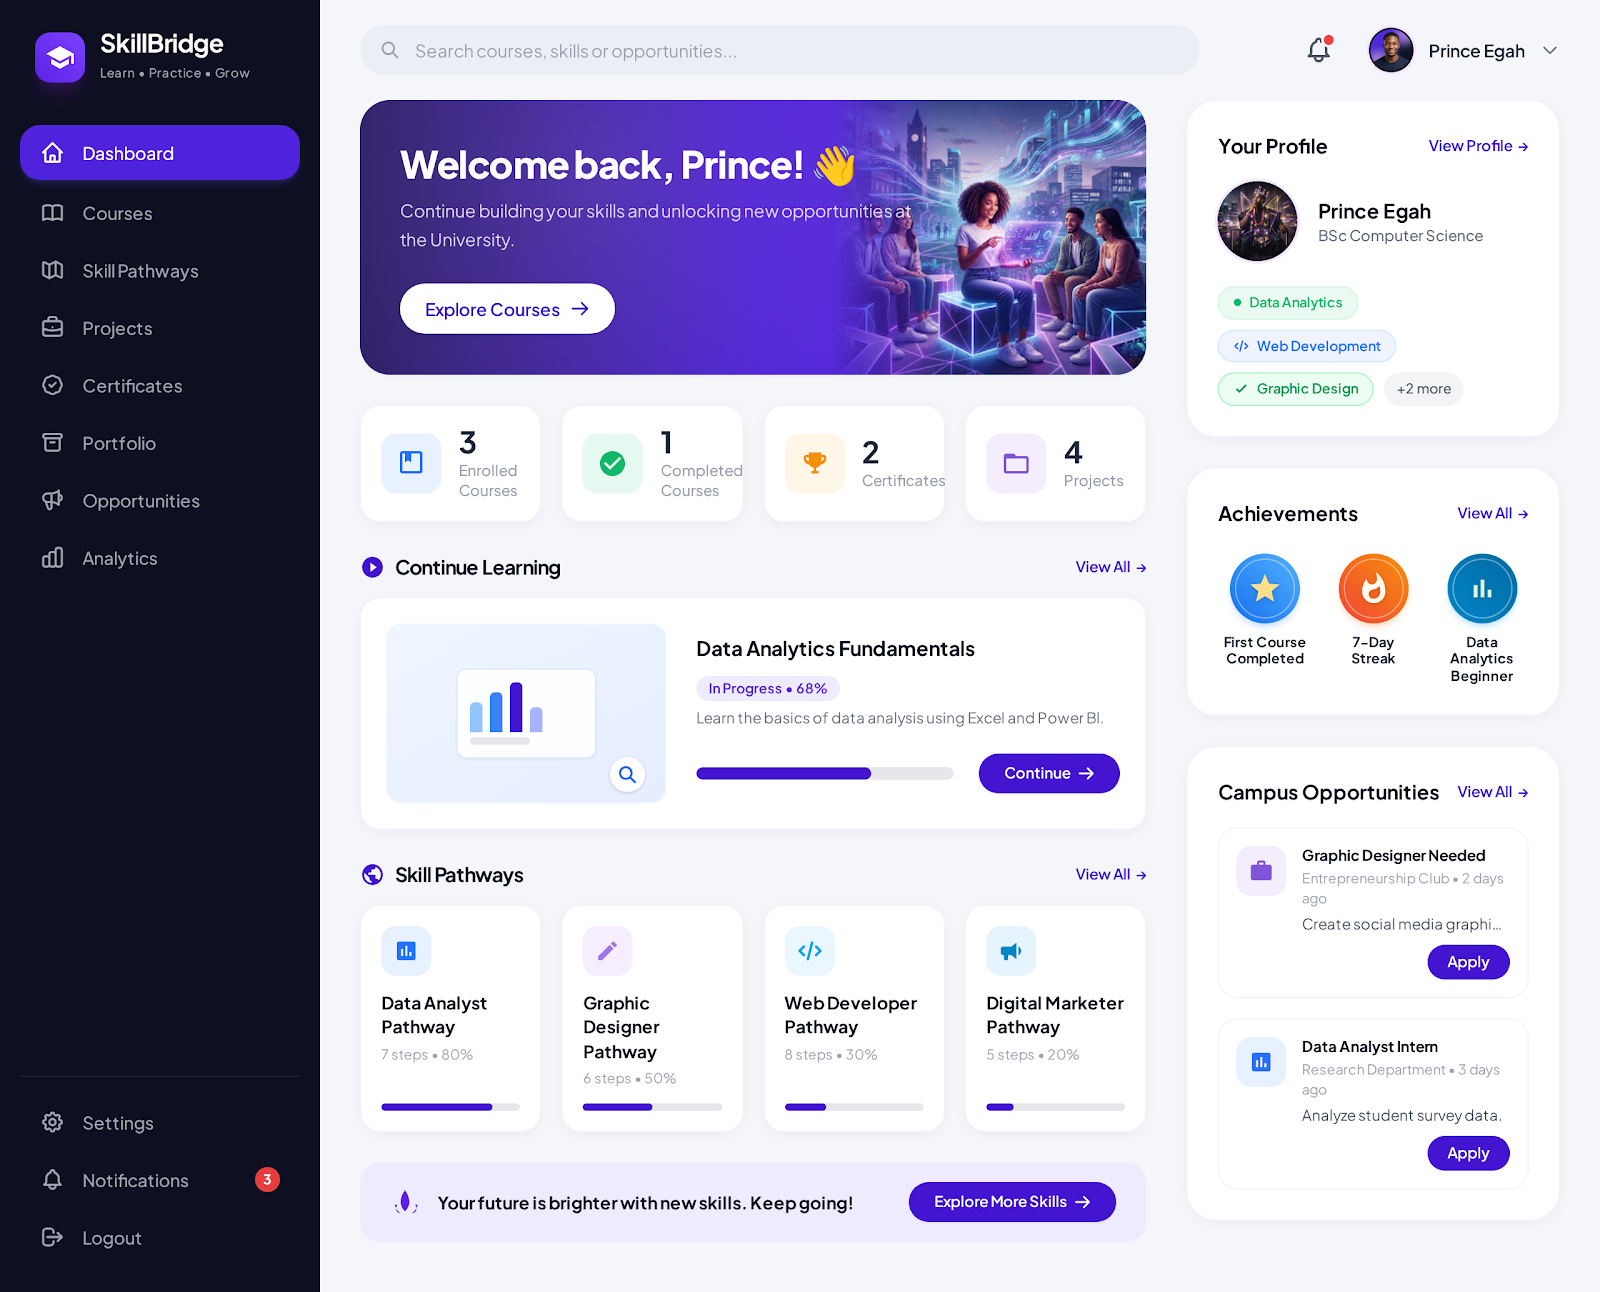 SkillBridge
Learn • Practice • Grow
Dashboard
Courses
Skill Pathways
Projects
Certificates
Portfolio
Opportunities
Analytics
Settings
Notifications
3
Logout
Search courses, skills or opportunities...
Prince Egah
Welcome back, Prince! 👋
Continue building your skills and unlocking new opportunities at
the University.
Explore Courses →
3
Enrolled
Courses
1
Completed
Courses
2
Certificates
4
Projects
Continue Learning
View All →
Data Analytics Fundamentals
In Progress • 68%
Learn the basics of data analysis using Excel and Power BI.
Continue →
Skill Pathways
View All →
Data Analyst
Pathway
7 steps • 80%
Graphic
Designer
Pathway
6 steps • 50%
Web Developer
Pathway
8 steps • 30%
Digital Marketer
Pathway
5 steps • 20%
Your future is brighter with new skills. Keep going!
Explore More Skills →
Your Profile
View Profile →
Prince Egah
BSc Computer Science
Data Analytics
Web Development
Graphic Design
+2 more
Achievements
View All →
First Course
Completed
7-Day
Streak
Data
Analytics
Beginner
Campus Opportunities
View All →
Graphic Designer Needed
Entrepreneurship Club • 2 days
ago
Create social media graphi...
Apply
Data Analyst Intern
Research Department • 3 days
ago
Analyze student survey data.
Apply